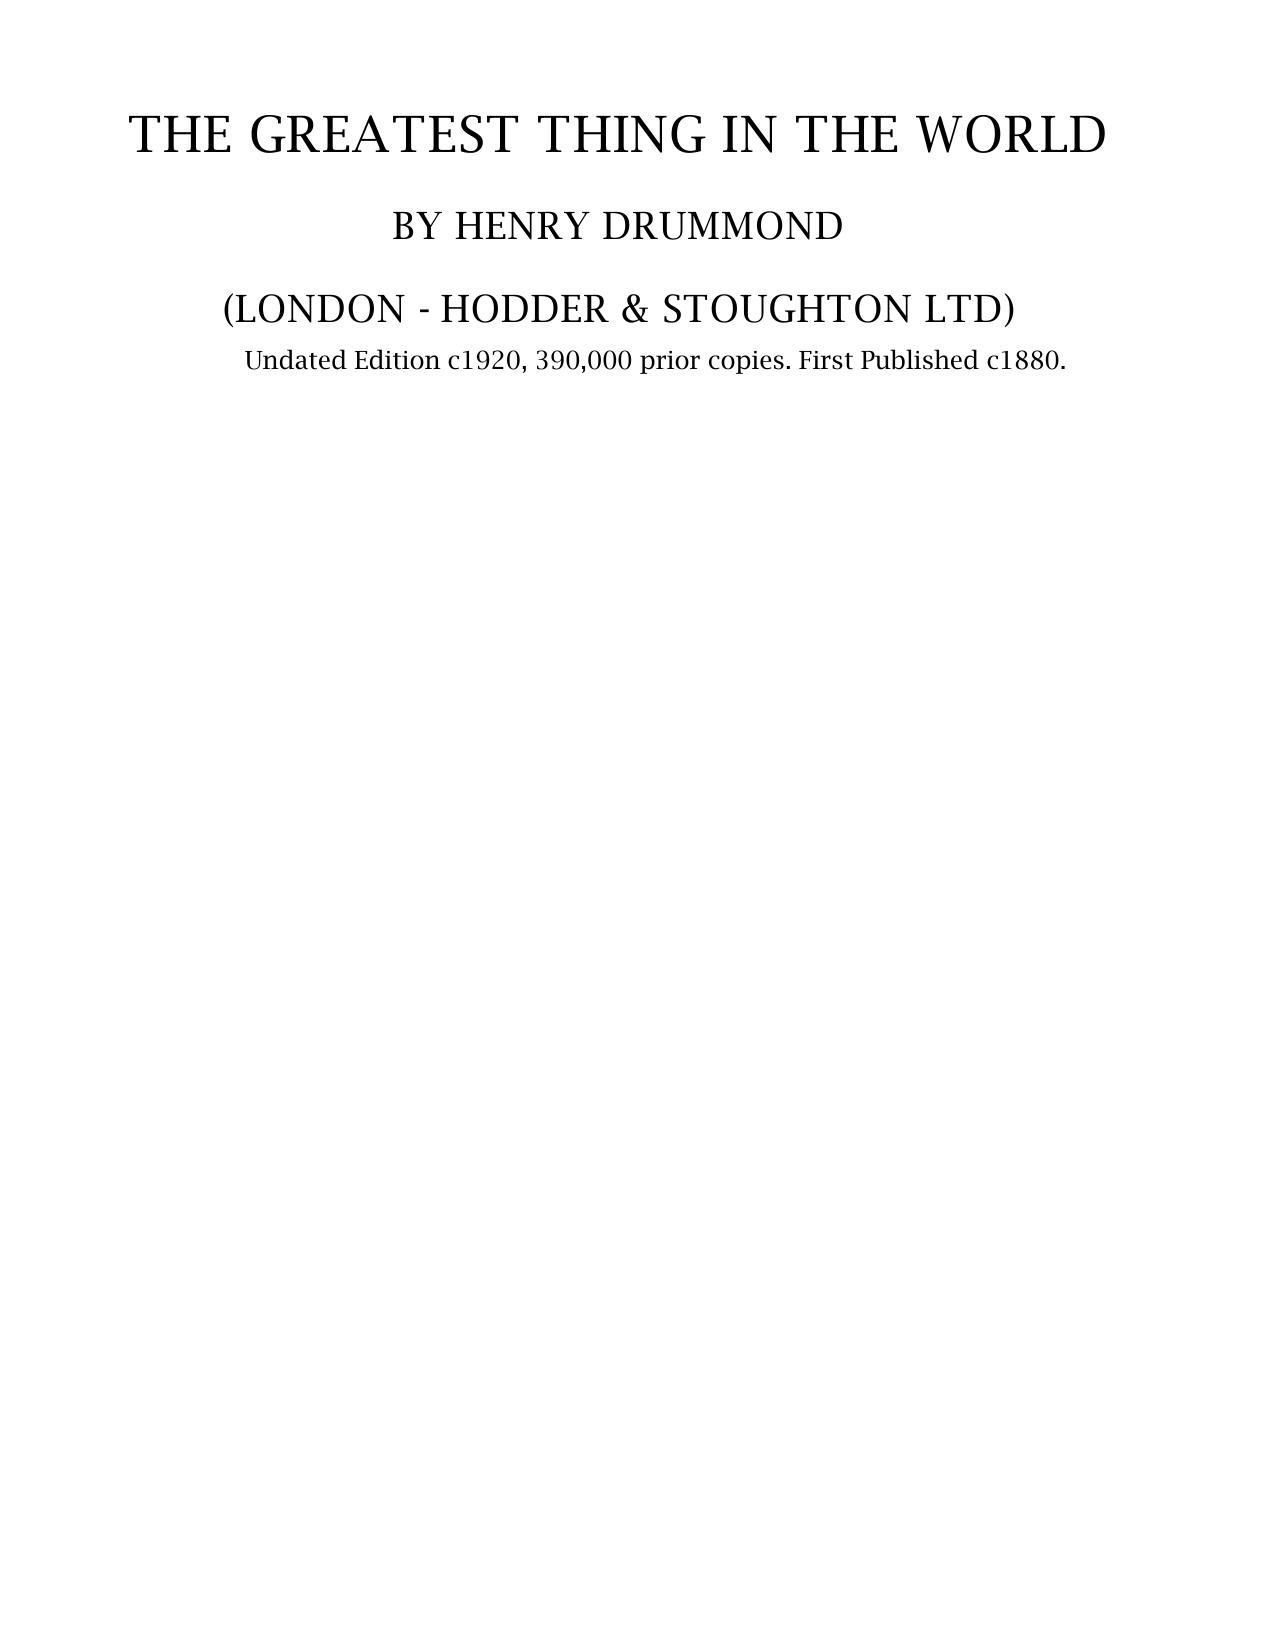 THE GREATEST THING IN THE WORLD
BY HENRY DRUMMOND
(LONDON - HODDER & STOUGHTON LTD)
Undated Edition c1920, 390,000 prior copies. First Published c1880.